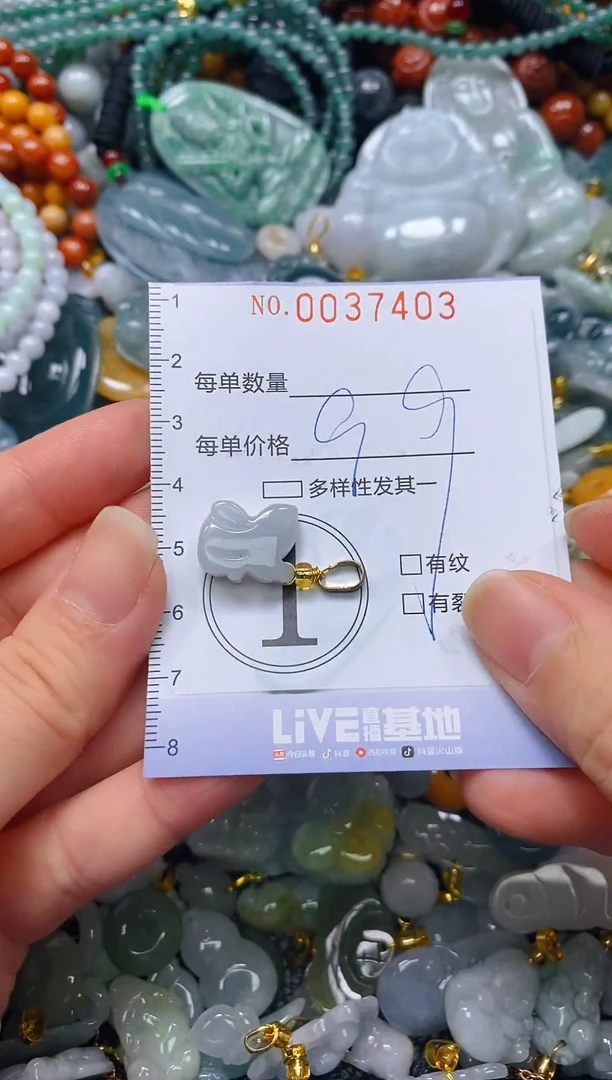 NO.0037403
1
2
每单数量
3
每单价格
99
4
多样性发其一
5
有纹
1
6
有裂
7
LiVE直播基地
8
头条 今日头条 抖音 西瓜视频 抖音火山版